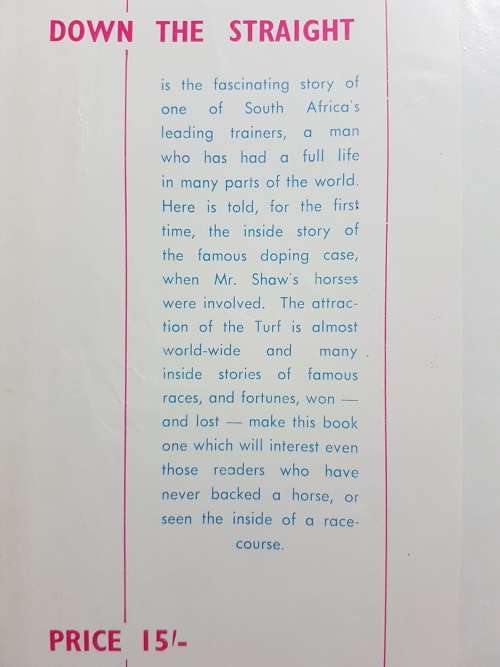 DOWN THE STRAIGHT
is the fascinating story of
one of South Africa's
leading trainers, a man
who has had a full life
in many parts of the world.
Here is told, for the first
time, the inside story of
the famous doping case,
when Mr. Shaw's horses
were involved. The attrac-
tion of the Turf is almost
world-wide and many
inside stories of famous
races, and fortunes, won —
and lost — make this book
one which will interest even
those readers who have
never backed a horse, or
seen the inside of a race-
course.
PRICE 15/-